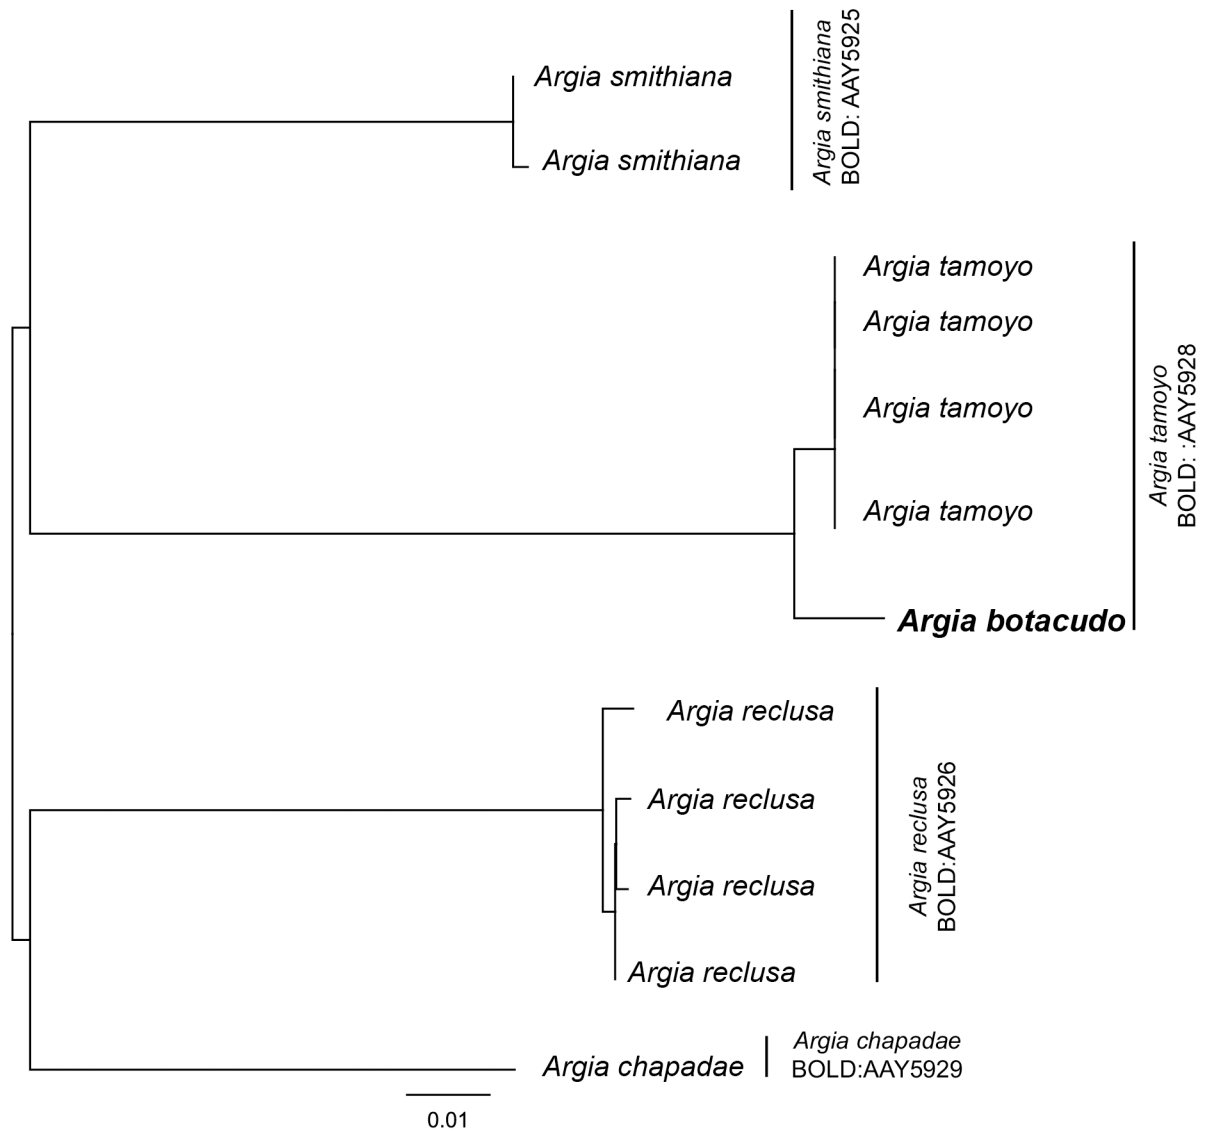 Argia smithiana
Argia smithiana
Argia smithiana
BOLD: AAY5925
Argia tamoyo
Argia tamoyo
Argia tamoyo
Argia tamoyo
Argia botacudo
Argia tamoyo
BOLD: :AAY5928
Argia reclusa
Argia reclusa
Argia reclusa
Argia reclusa
Argia reclusa
BOLD:AAY5926
Argia chapadae
Argia chapadae
BOLD:AAY5929
0.01